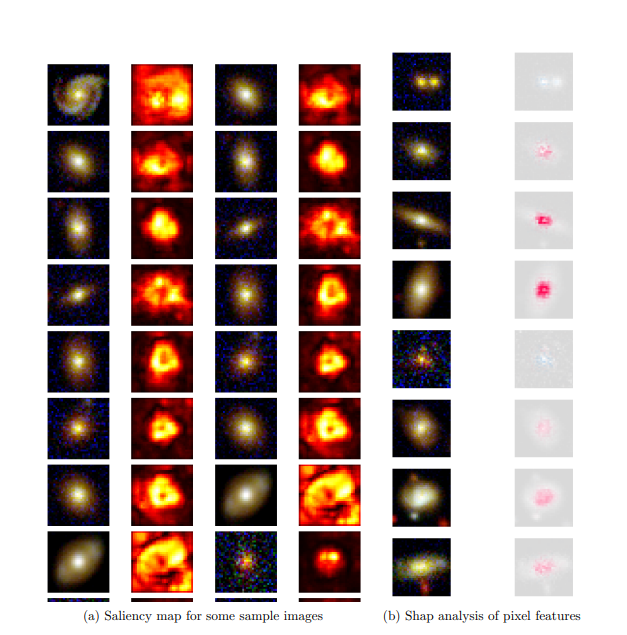 (a) Saliency map for some sample images
(b) Shap analysis of pixel features